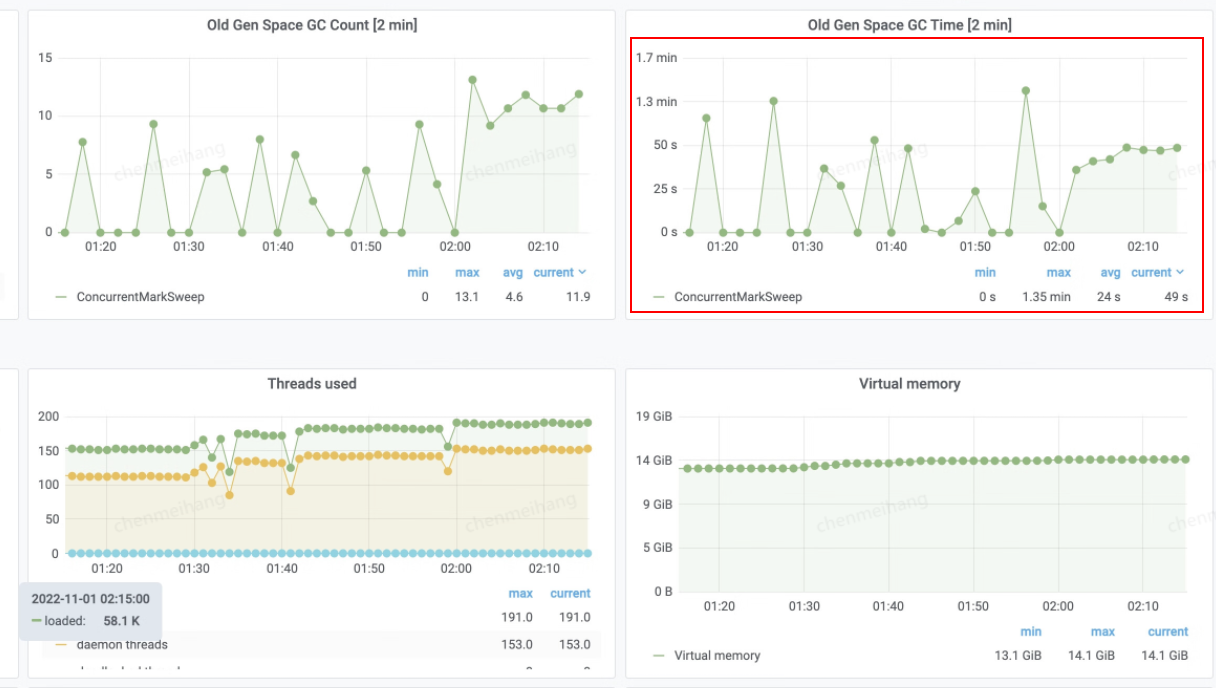 Old Gen Space GC Count [2 min]
15
10
5
0
01:20 01:30 01:40 01:50 02:00 02:10
min max avg current
ConcurrentMarkSweep 0 13.1 4.6 11.9
chenmeihang
chenmeihang
Old Gen Space GC Time [2 min]
1.7 min
1.3 min
50 s
25 s
0 s
01:20 01:30 01:40 01:50 02:00 02:10
min max avg current
ConcurrentMarkSweep 0 s 1.35 min 24 s 49 s
chenmeihang
chenm
Threads used
200
150
100
50
0
01:20 01:30 01:40 01:50 02:00 02:10
chenmeihang
chenmeihang
max current
191.0 191.0
daemon threads 153.0 153.0
2022-11-01 02:15:00
loaded: 58.1 K
Virtual memory
19 GiB
14 GiB
9 GiB
5 GiB
0 B
01:20 01:30 01:40 01:50 02:00 02:10
chenmeihang
chenm
min max current
Virtual memory 13.1 GiB 14.1 GiB 14.1 GiB